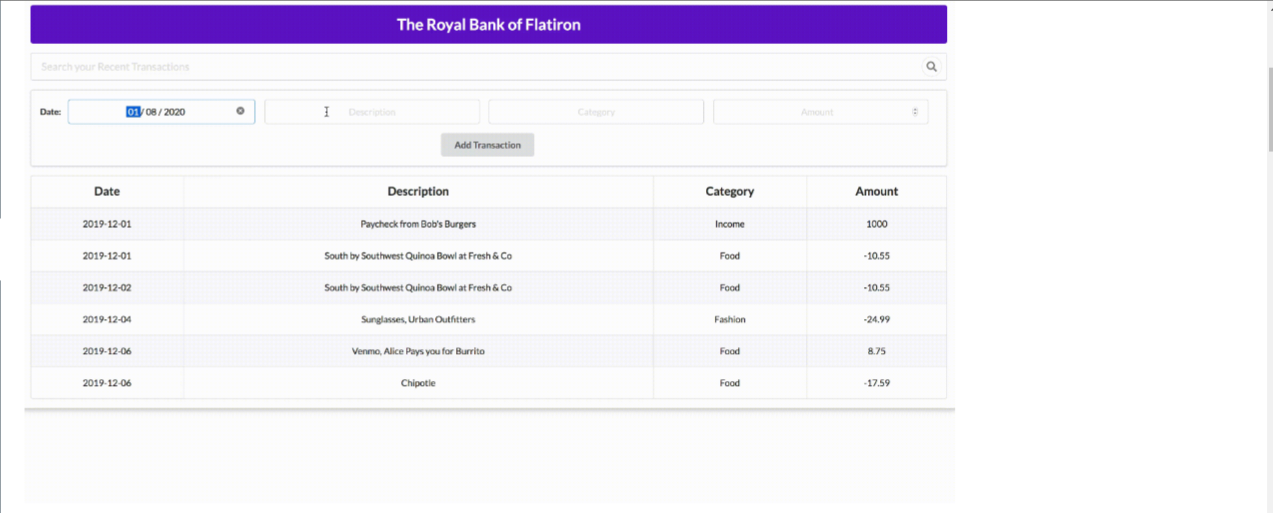 The Royal Bank of Flatiron
Search your Recent Transactions
Date: 01/ 08 / 2020 Description Category Amount
Add Transaction
Date Description Category Amount
2019-12-01 Paycheck from Bob's Burgers Income 1000
2019-12-01 South by Southwest Quinoa Bowl at Fresh & Co Food -10.55
2019-12-02 South by Southwest Quinoa Bowl at Fresh & Co Food -10.55
2019-12-04 Sunglasses, Urban Outfitters Fashion -24.99
2019-12-06 Venmo, Alice Pays you for Burrito Food 8.75
2019-12-06 Chipotle Food -17.59